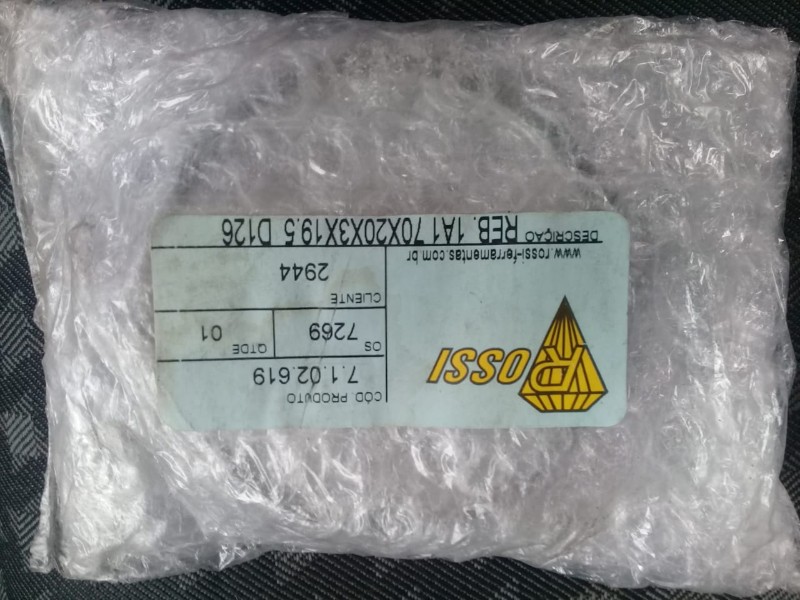 ROSSI
www.rossi-ferramentas.com.br
CÓD. PRODUTO
7.1.02.619
OS
7269
QTDE
01
CLIENTE
2944
DESCRIÇÃO REB. 1A1 70X20X3X19.5 D126